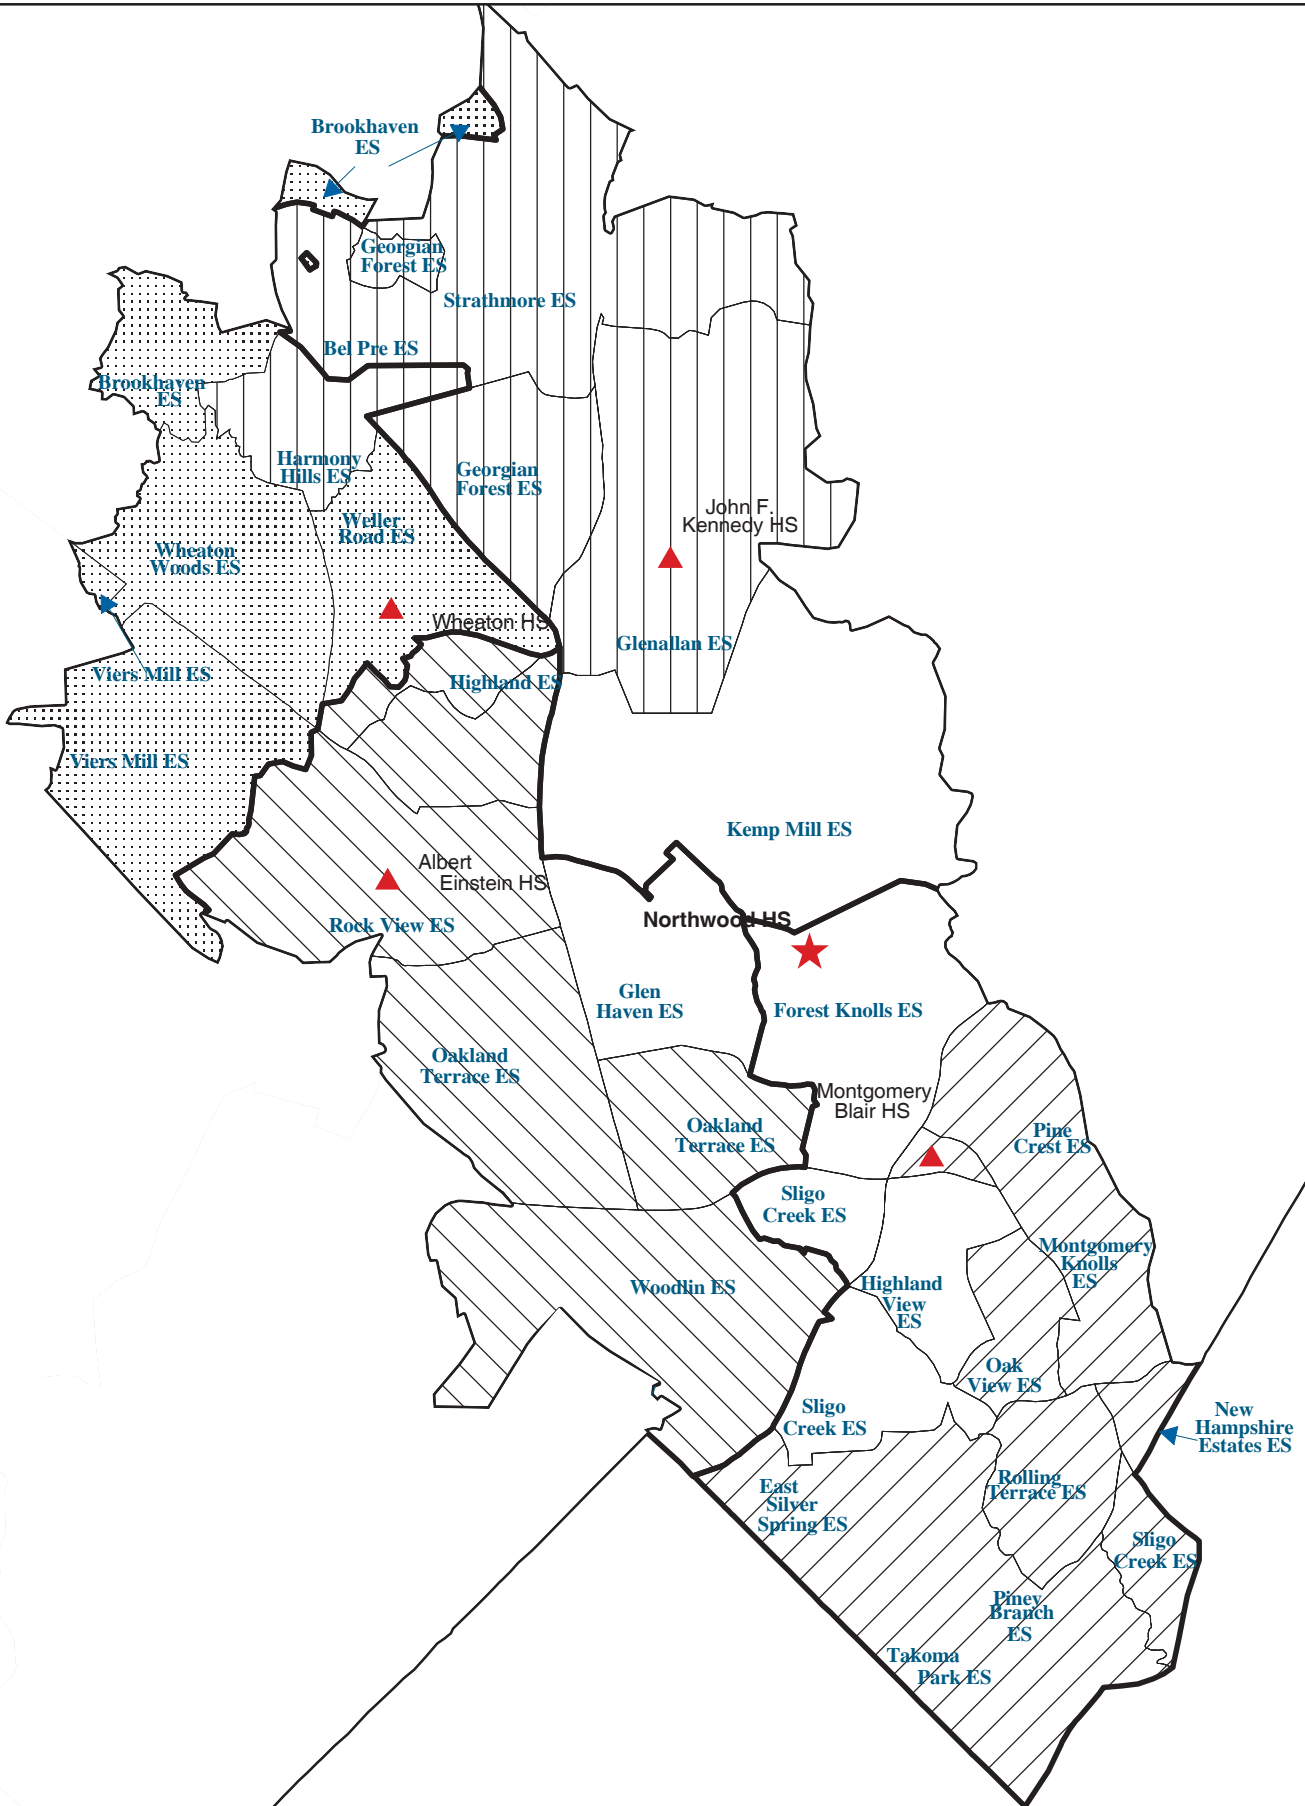 Brookhaven
ES
Georgian
Forest ES
Strathmore ES
Bel Pre ES
Brookhaven
ES
Harmony
Hills ES
Georgian
Forest ES
John F.
Kennedy HS
Weller
Road ES
Wheaton
Woods ES
Wheaton HS
Glenallan ES
Viers Mill ES
Highland ES
Viers Mill ES
Kemp Mill ES
Albert
Einstein HS
Rock View ES
Northwood HS
Glen
Haven ES
Forest Knolls ES
Oakland
Terrace ES
Montgomery
Blair HS
Oakland
Terrace ES
Pine
Crest ES
Sligo
Creek ES
Montgomery
Knolls
ES
Woodlin ES
Highland
View
ES
Oak
View ES
Sligo
Creek ES
New
Hampshire
Estates ES
East
Silver
Spring ES
Rolling
Terrace ES
Sligo
Creek ES
Piney
Branch
ES
Takoma
Park ES